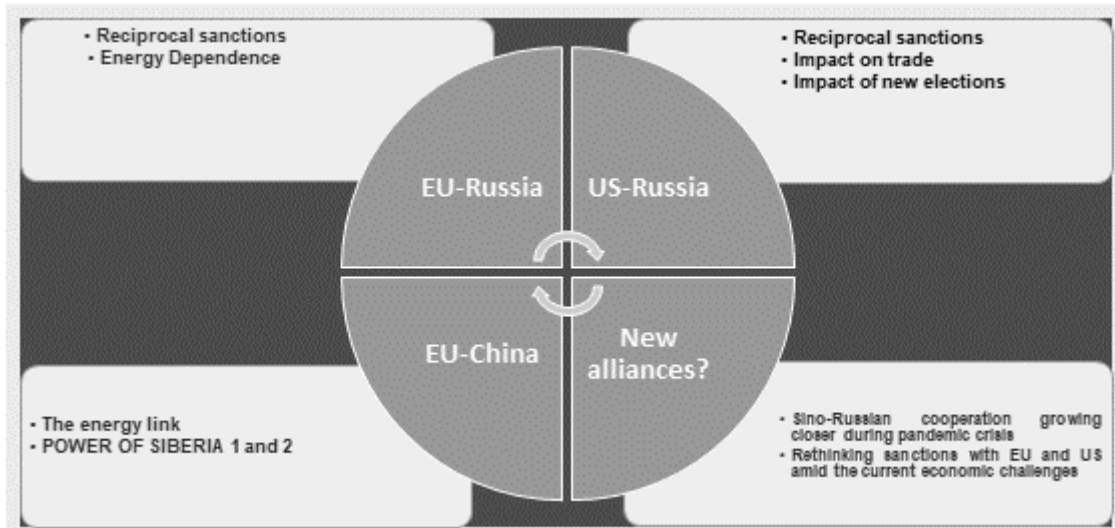 ▪ Reciprocal sanctions
▪ Energy Dependence
▪ Reciprocal sanctions
▪ Impact on trade
▪ Impact of new elections
EU-Russia
US-Russia
EU-China
New
alliances?
▪ The energy link
▪ POWER OF SIBERIA 1 and 2
▪ Sino-Russian cooperation growing
closer during pandemic crisis
▪ Rethinking sanctions with EU and US
amid the current economic challenges